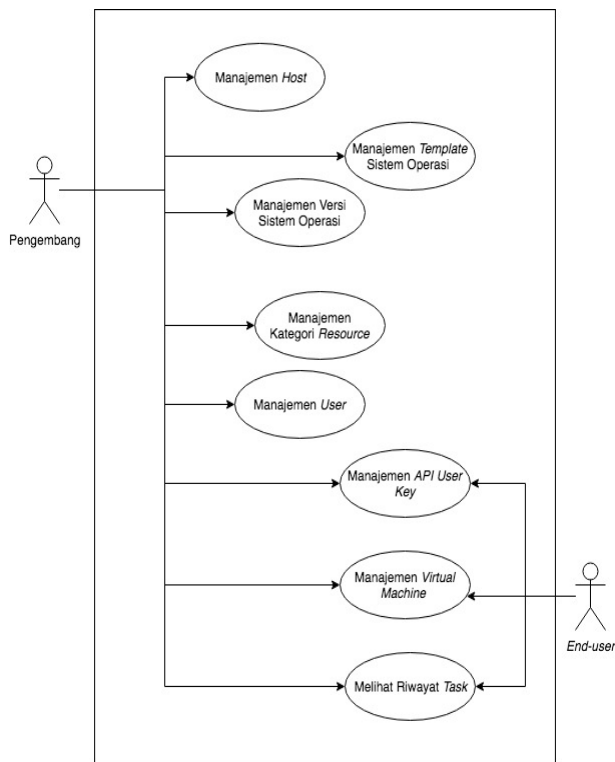 Manajemen Host
Manajemen Template
Sistem Operasi
Pengembang
Manajemen Versi
Sistem Operasi
Manajemen
Kategori Resource
Manajemen User
Manajemen API User
Key
Manajemen Virtual
Machine
End-user
Melihat Riwayat Task